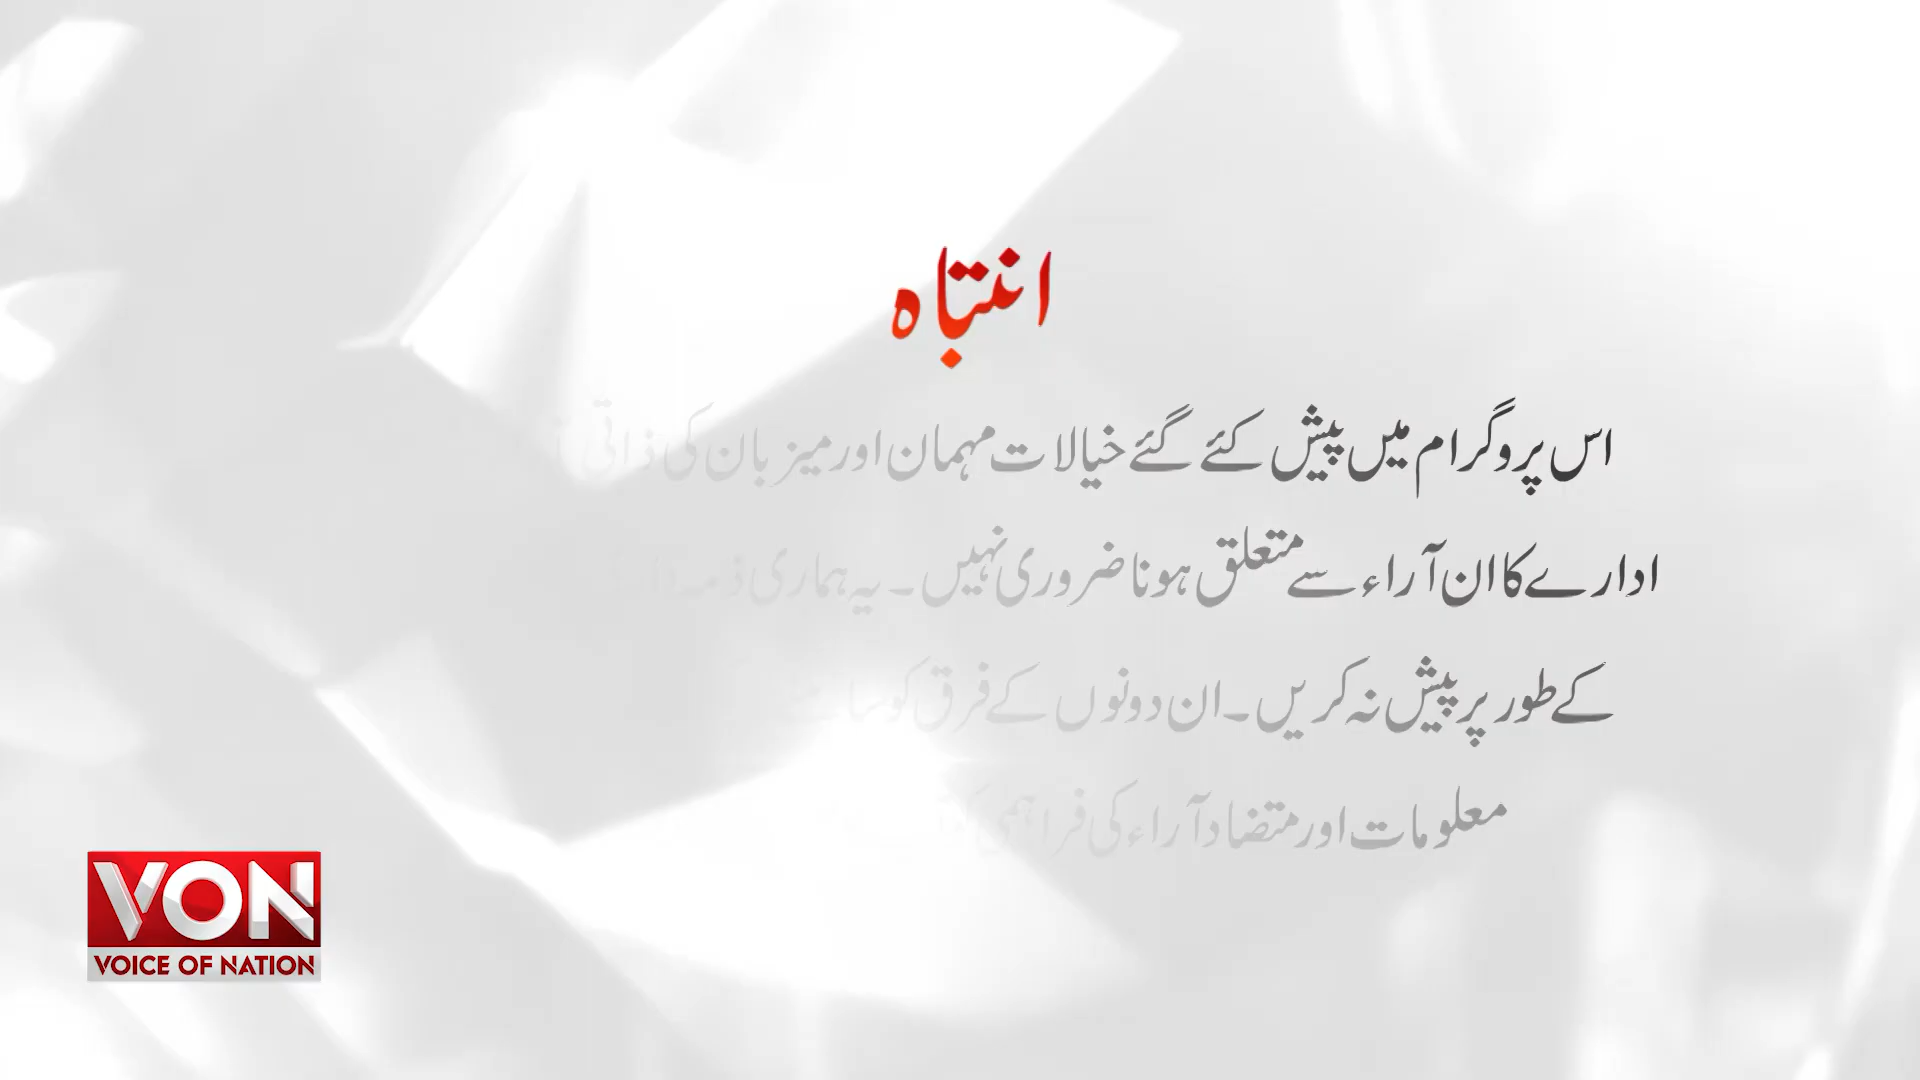 انتباہ
اس پروگرام میں پیش کئے گئے خیالات مہمان اور میزبان کی ذاتی
ادارے کا ان آراء سے متعلق ہونا ضروری نہیں ۔ یہ ہماری ذمہ
کے طور پر پیش نہ کریں ۔ ان دونوں کے فرق کو
معلومات اور متضاد آراء کی فراہمی
VON
VOICE OF NATION